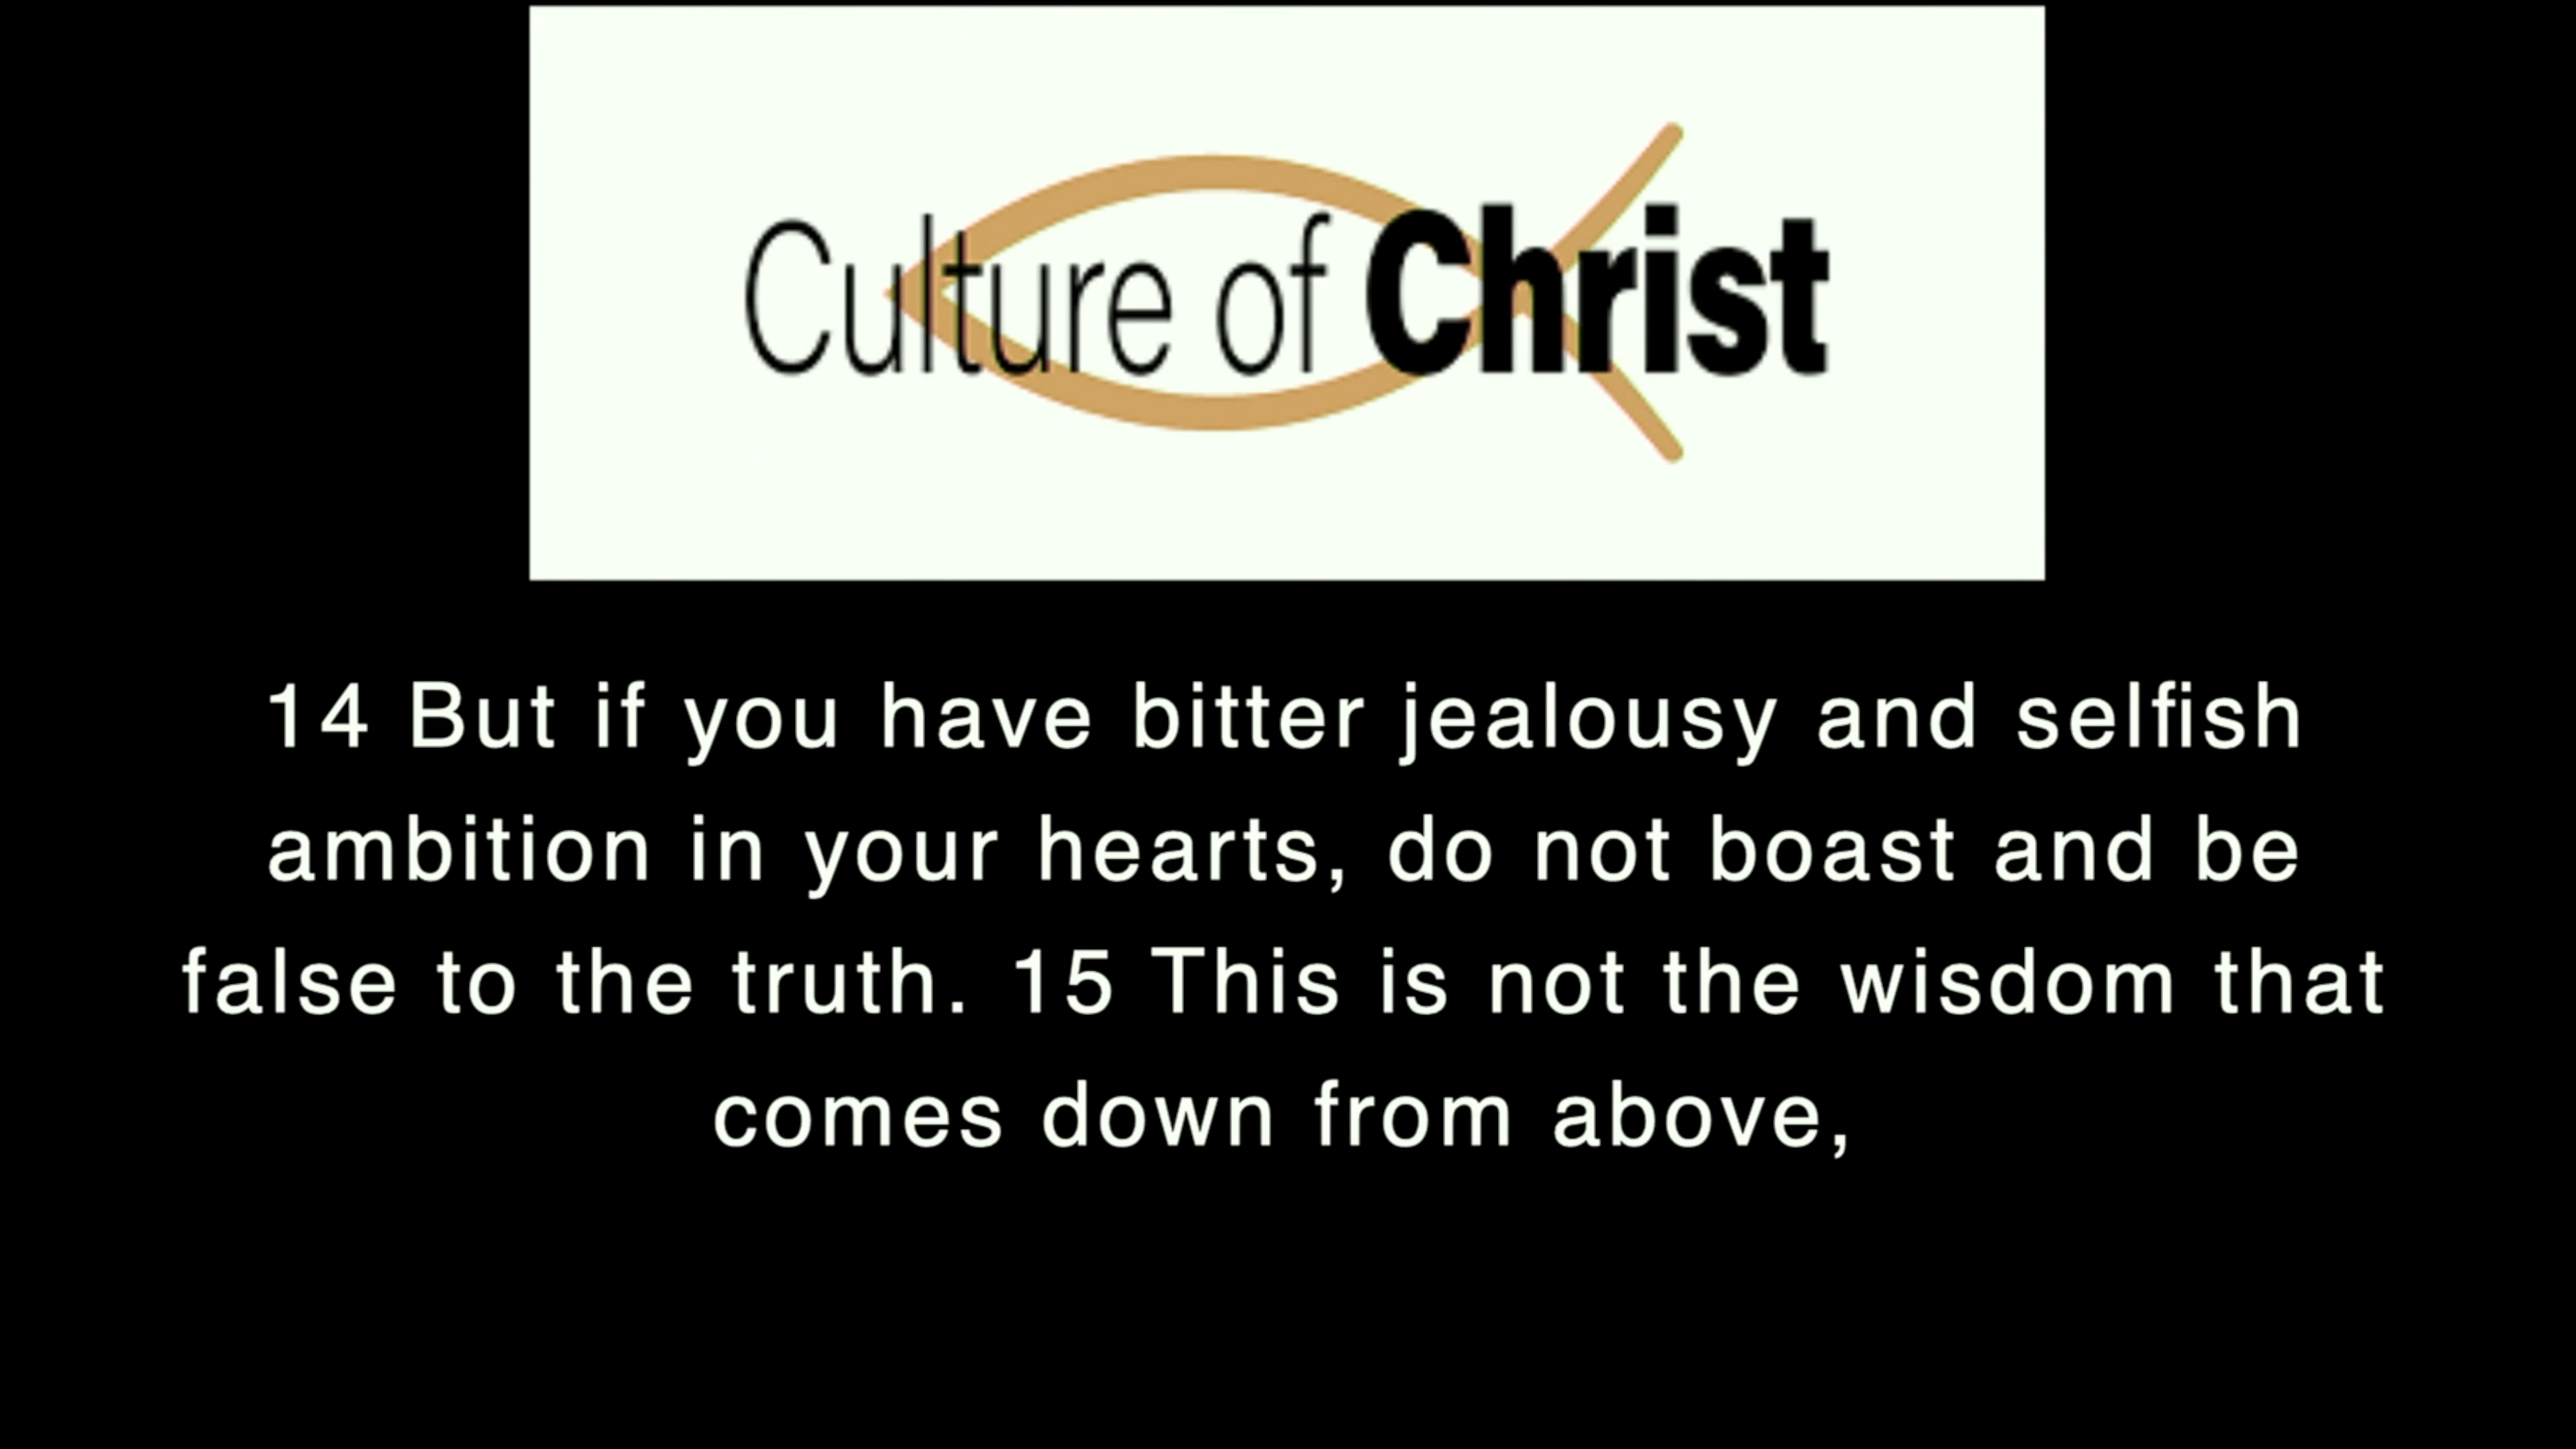 Culture of Christ
14 But if you have bitter jealousy and selfish
ambition in your hearts, do not boast and be
false to the truth. 15 This is not the wisdom that
comes down from above,